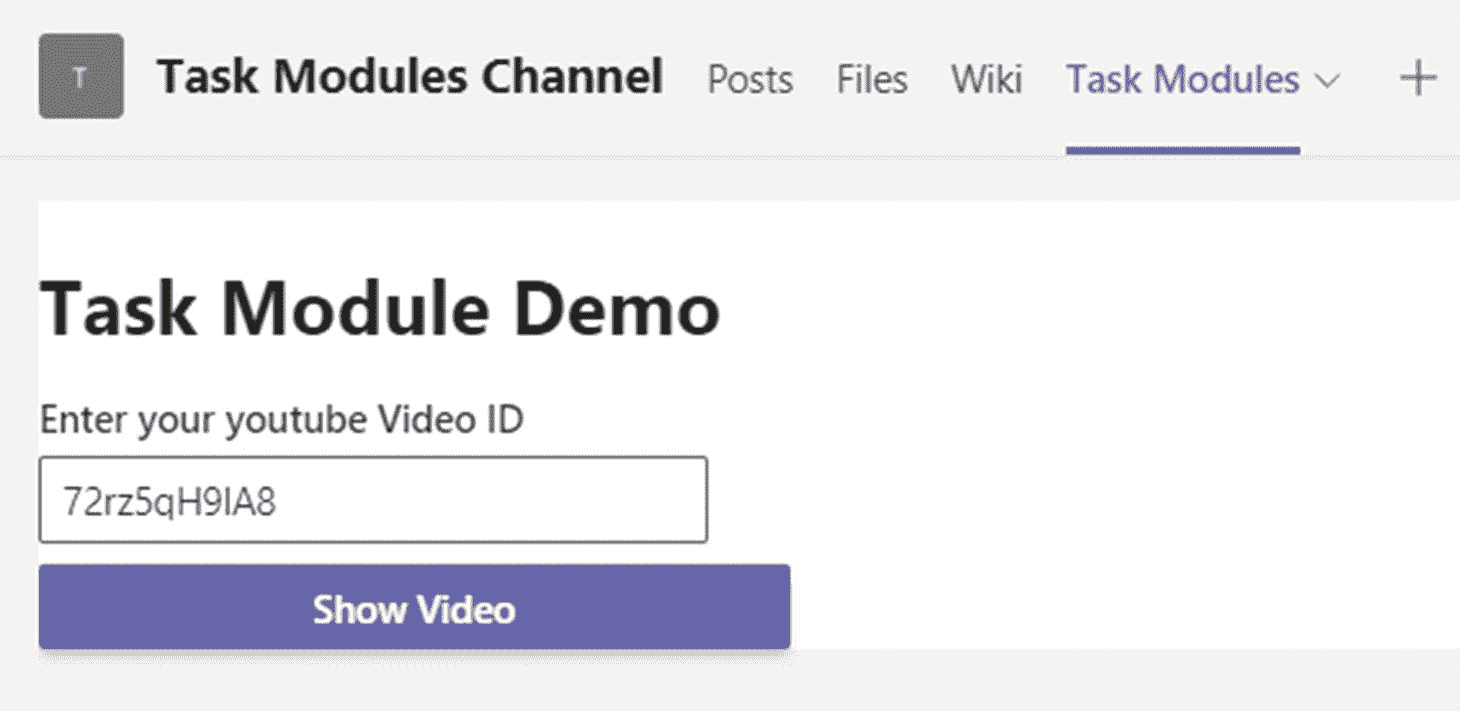 T Task Modules Channel Posts Files Wiki Task Modules
Task Module Demo
Enter your youtube Video ID
72rz5qH9IA8
Show Video